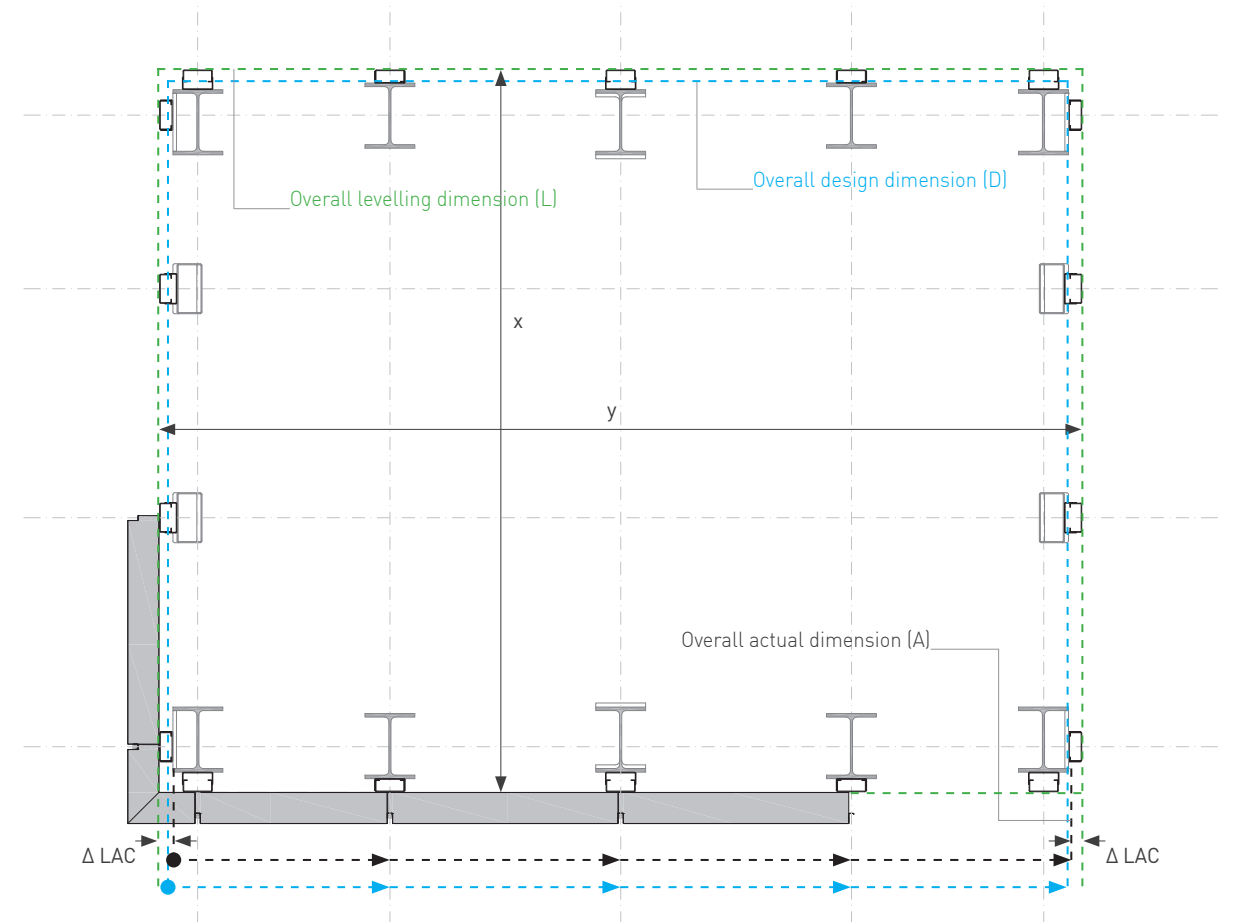 Overall design dimension (D)
Overall levelling dimension (L)
x
y
Overall actual dimension (A)
Δ LAC
Δ LAC